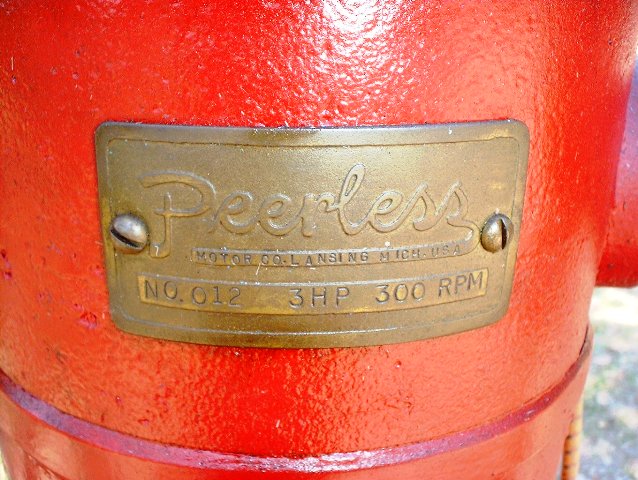 Peerless
MOTOR CO. LANSING MICH. USA
NO. 012 3HP 300 RPM